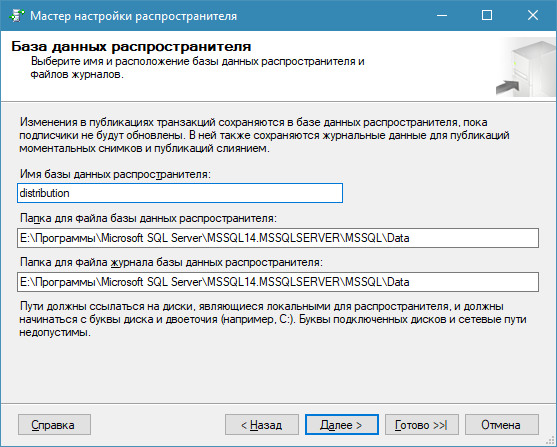 Мастер настройки распространителя
База данных распространителя
Выберите имя и расположение базы данных распространителя и
файлов журналов.
Изменения в публикациях транзакций сохраняются в базе данных распространителя, пока
подписчики не будут обновлены. В ней также сохраняются журнальные данные для публикаций
моментальных снимков и публикаций слиянием.
Имя базы данных распространителя:
distribution
Папка для файла базы данных распространителя:
E:\Программы\Microsoft SQL Server\MSSQL14.MSSQLSERVER\MSSQL\Data
Папка для файла журнала базы данных распространителя:
E:\Программы\Microsoft SQL Server\MSSQL14.MSSQLSERVER\MSSQL\Data
Пути должны ссылаться на диски, являющиеся локальными для распространителя, и должны
начинаться с буквы диска и двоеточия (например, C:). Буквы подключенных дисков и сетевые пути
недопустимы.
Справка
< Назад
Далее >
Готово >>|
Отмена